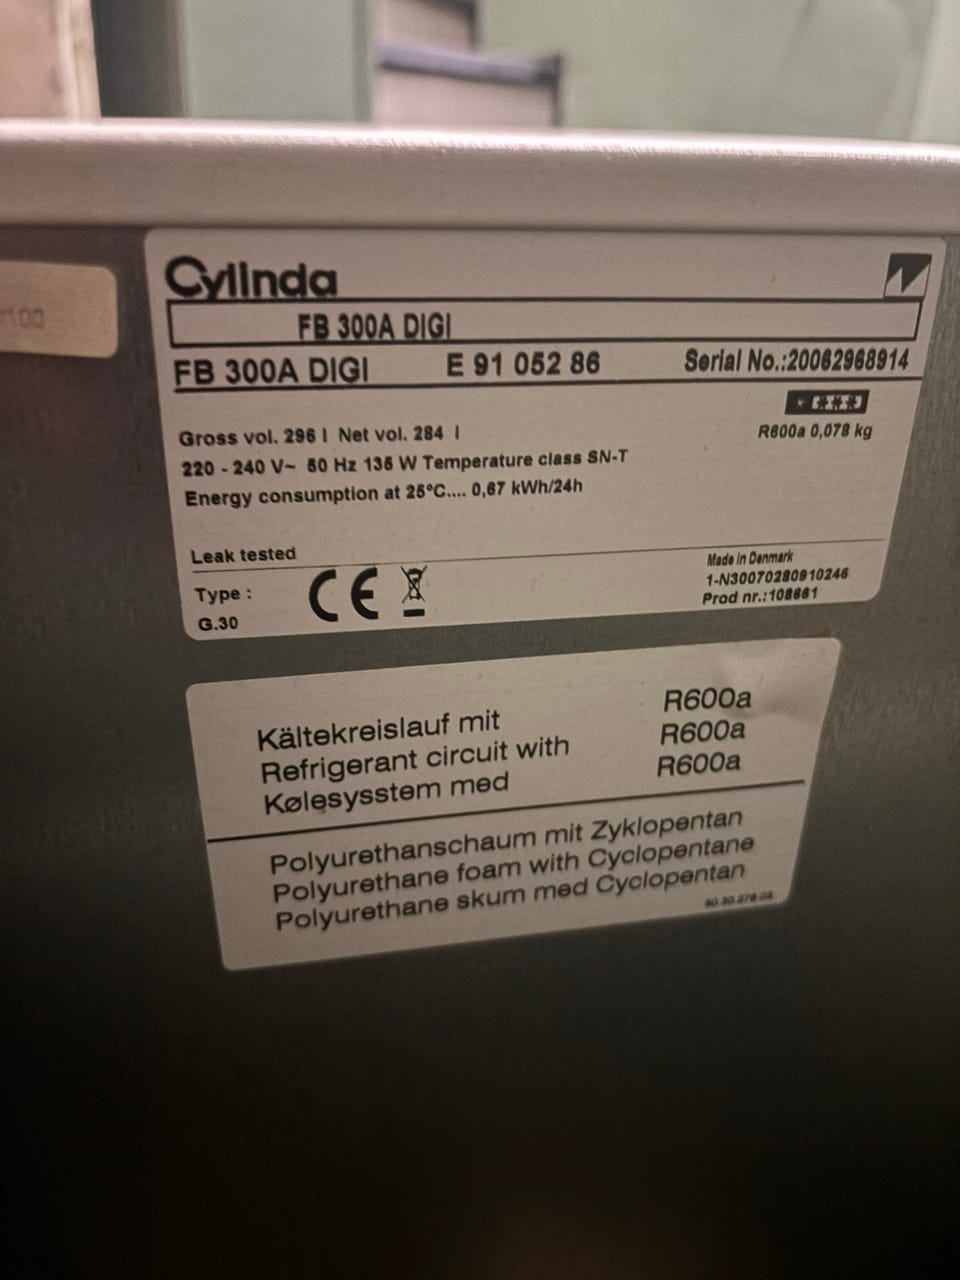 Cylinda
FB 300A DIGI
FB 300A DIGI E 91 052 86 Serial No.:20062968914
R600a 0,078 kg
Gross vol. 296 l Net vol. 284 l
220 - 240 V~ 50 Hz 135 W Temperature class SN-T
Energy consumption at 25°C.... 0,67 kWh/24h
Leak tested
Type :
G.30
CE
Made in Denmark
1-N30070280910246
Prod nr.:108661
Kältekreislauf mit R600a
Refrigerant circuit with R600a
Kølesysstem med R600a
Polyurethanschaum mit Zyklopentan
Polyurethane foam with Cyclopentane
Polyurethane skum med Cyclopentan